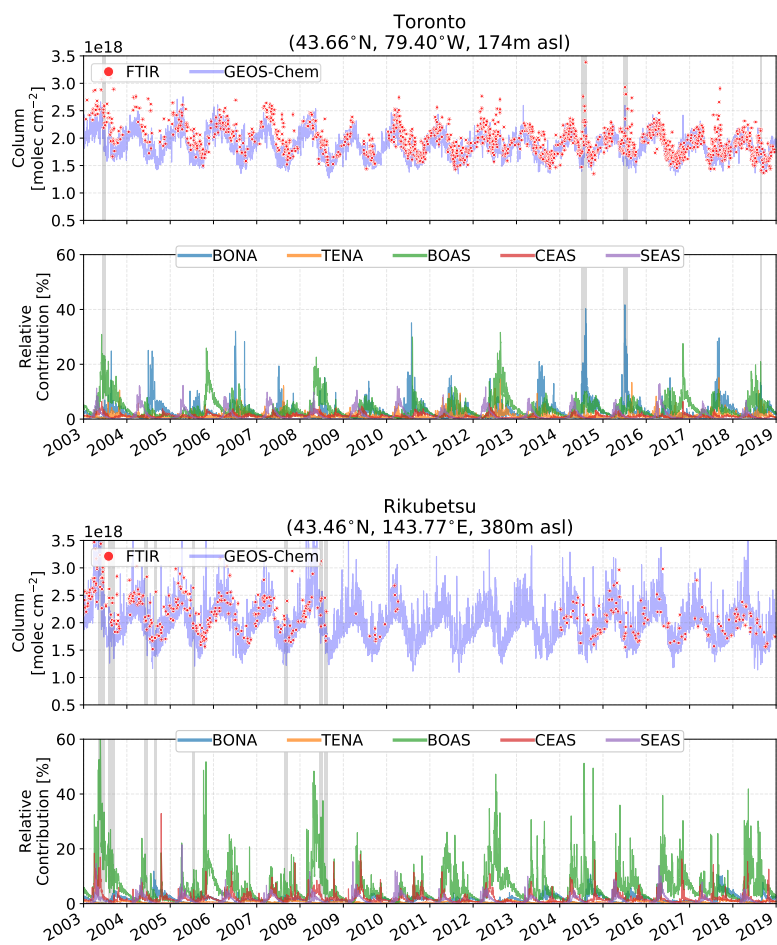 Toronto
(43.66°N, 79.40°W, 174m asl)
1e18
FTIR GEOS-Chem
Column
[molec cm⁻²]
3.5
3.0
2.5
2.0
1.5
1.0
0.5
BONA TENA BOAS CEAS SEAS
Relative
Contribution [%]
60
40
20
0
2003 2004 2005 2006 2007 2008 2009 2010 2011 2012 2013 2014 2015 2016 2017 2018 2019
Rikubetsu
(43.46°N, 143.77°E, 380m asl)
1e18
FTIR GEOS-Chem
Column
[molec cm⁻²]
3.5
3.0
2.5
2.0
1.5
1.0
0.5
BONA TENA BOAS CEAS SEAS
Relative
Contribution [%]
60
40
20
0
2003 2004 2005 2006 2007 2008 2009 2010 2011 2012 2013 2014 2015 2016 2017 2018 2019